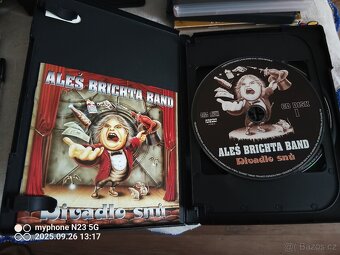 ALEŠ BRICHTA BAND
Divadlo snů
CD DISK
1
ALEŠ BRICHTA BAND
Divadlo snů
myphone N23 5G
2025.09.26 13:17
bazos.cz